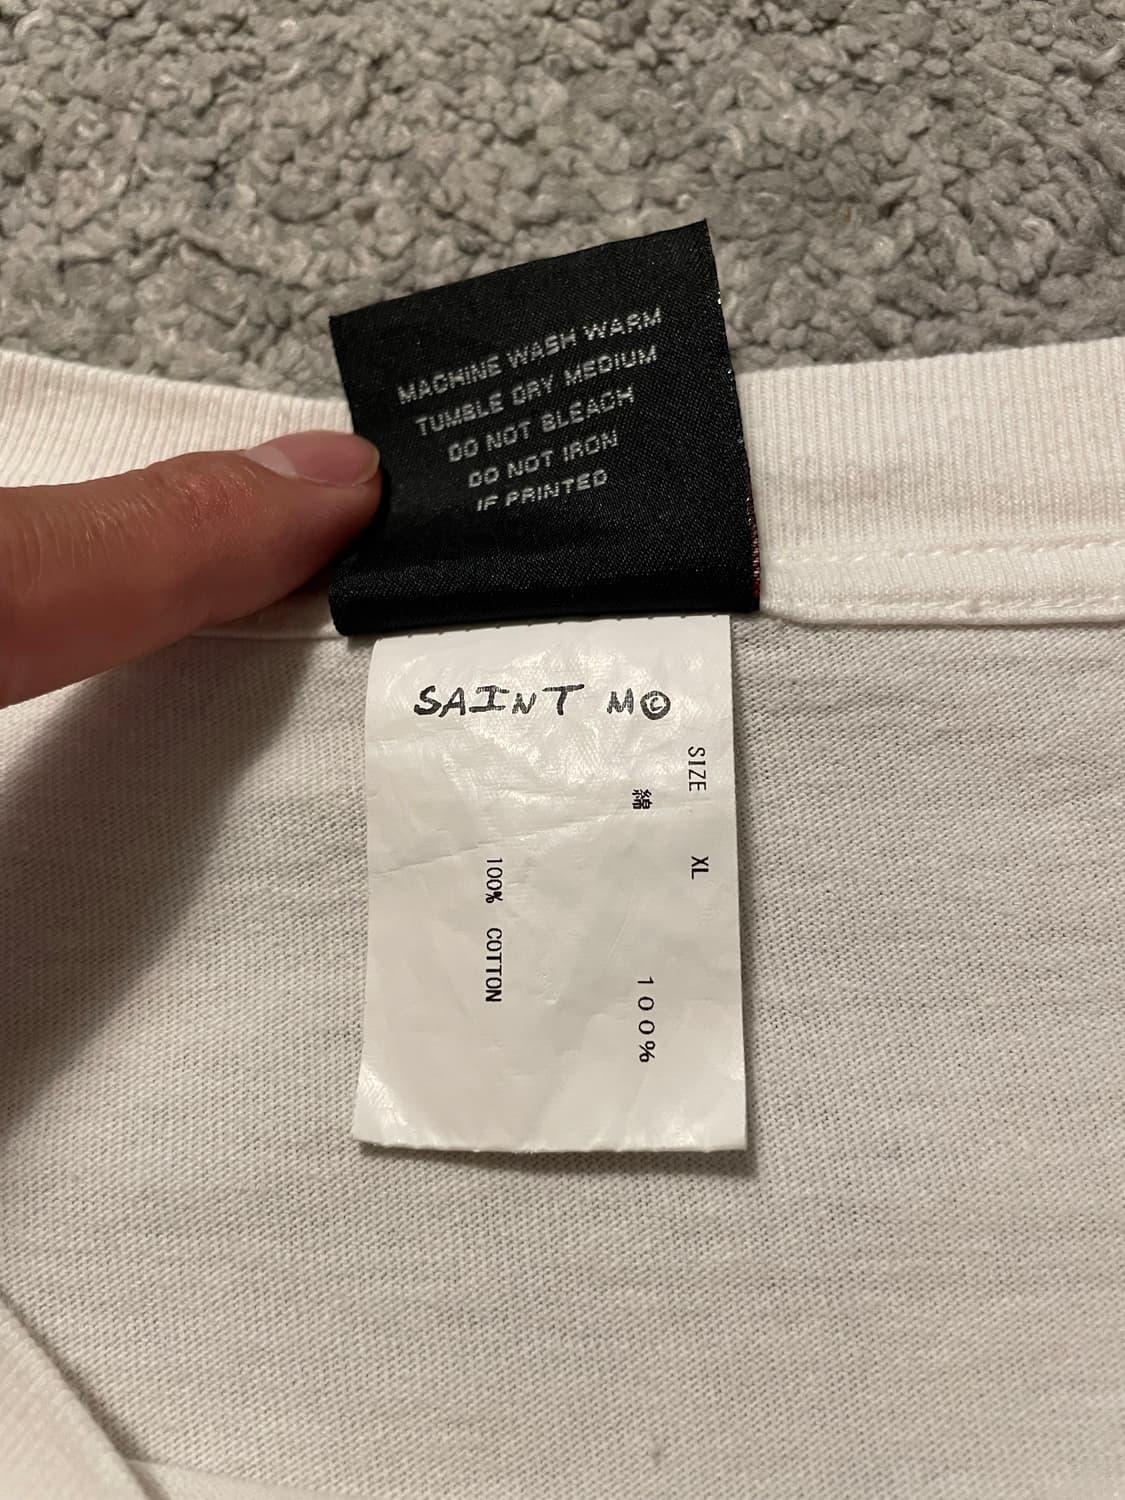 MACHINE WASH WARM
TUMBLE DRY MEDIUM
DO NOT BLEACH
DO NOT IRON
IF PRINTED
SAINT M©
SIZE XL
綿 100%
100% COTTON